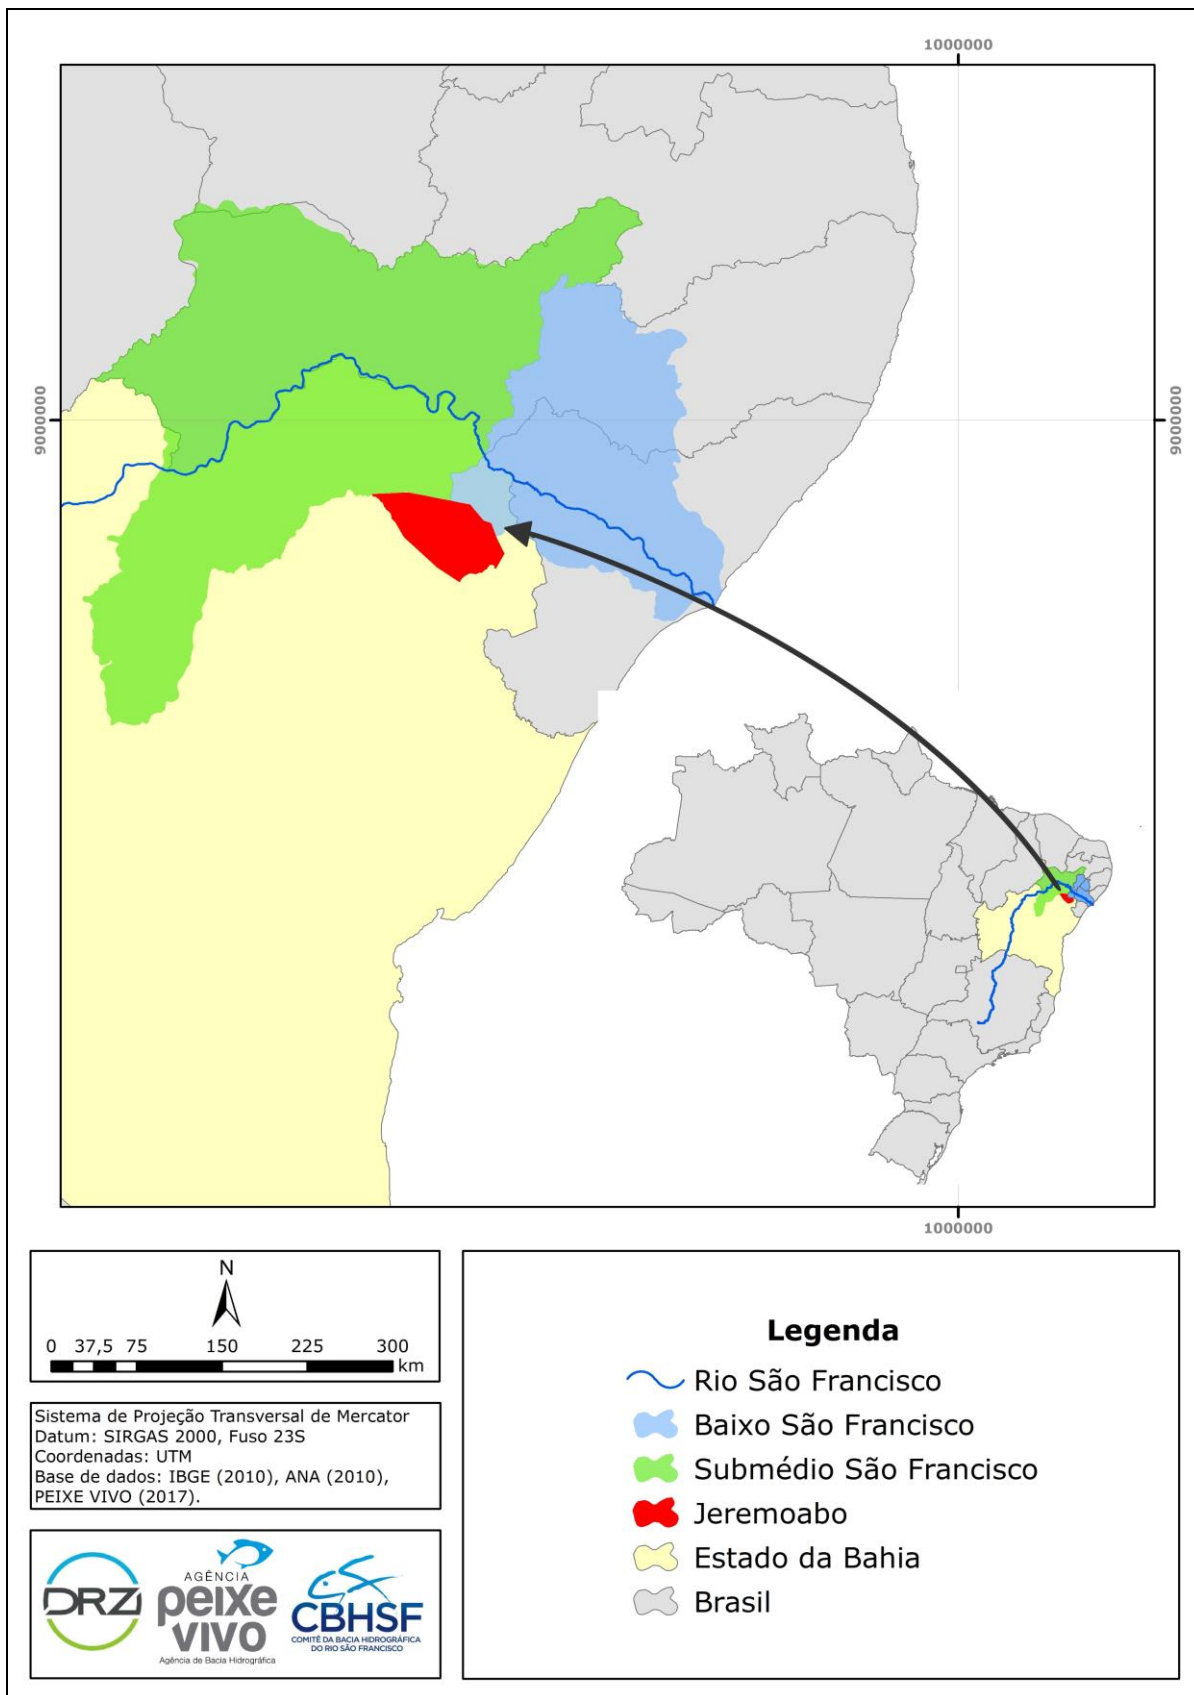 1000000
9000000
9000000
1000000
N
0 37,5 75 150 225 300
km
Sistema de Projeção Transversal de Mercator
Datum: SIRGAS 2000, Fuso 23S
Coordenadas: UTM
Base de dados: IBGE (2010), ANA (2010),
PEIXE VIVO (2017).
DRZ
AGÊNCIA
peixe
VIVO
Agência de Bacia Hidrográfica
CBHSF
COMITÊ DA BACIA HIDROGRÁFICA
DO RIO SÃO FRANCISCO
Legenda
Rio São Francisco
Baixo São Francisco
Submédio São Francisco
Jeremoabo
Estado da Bahia
Brasil